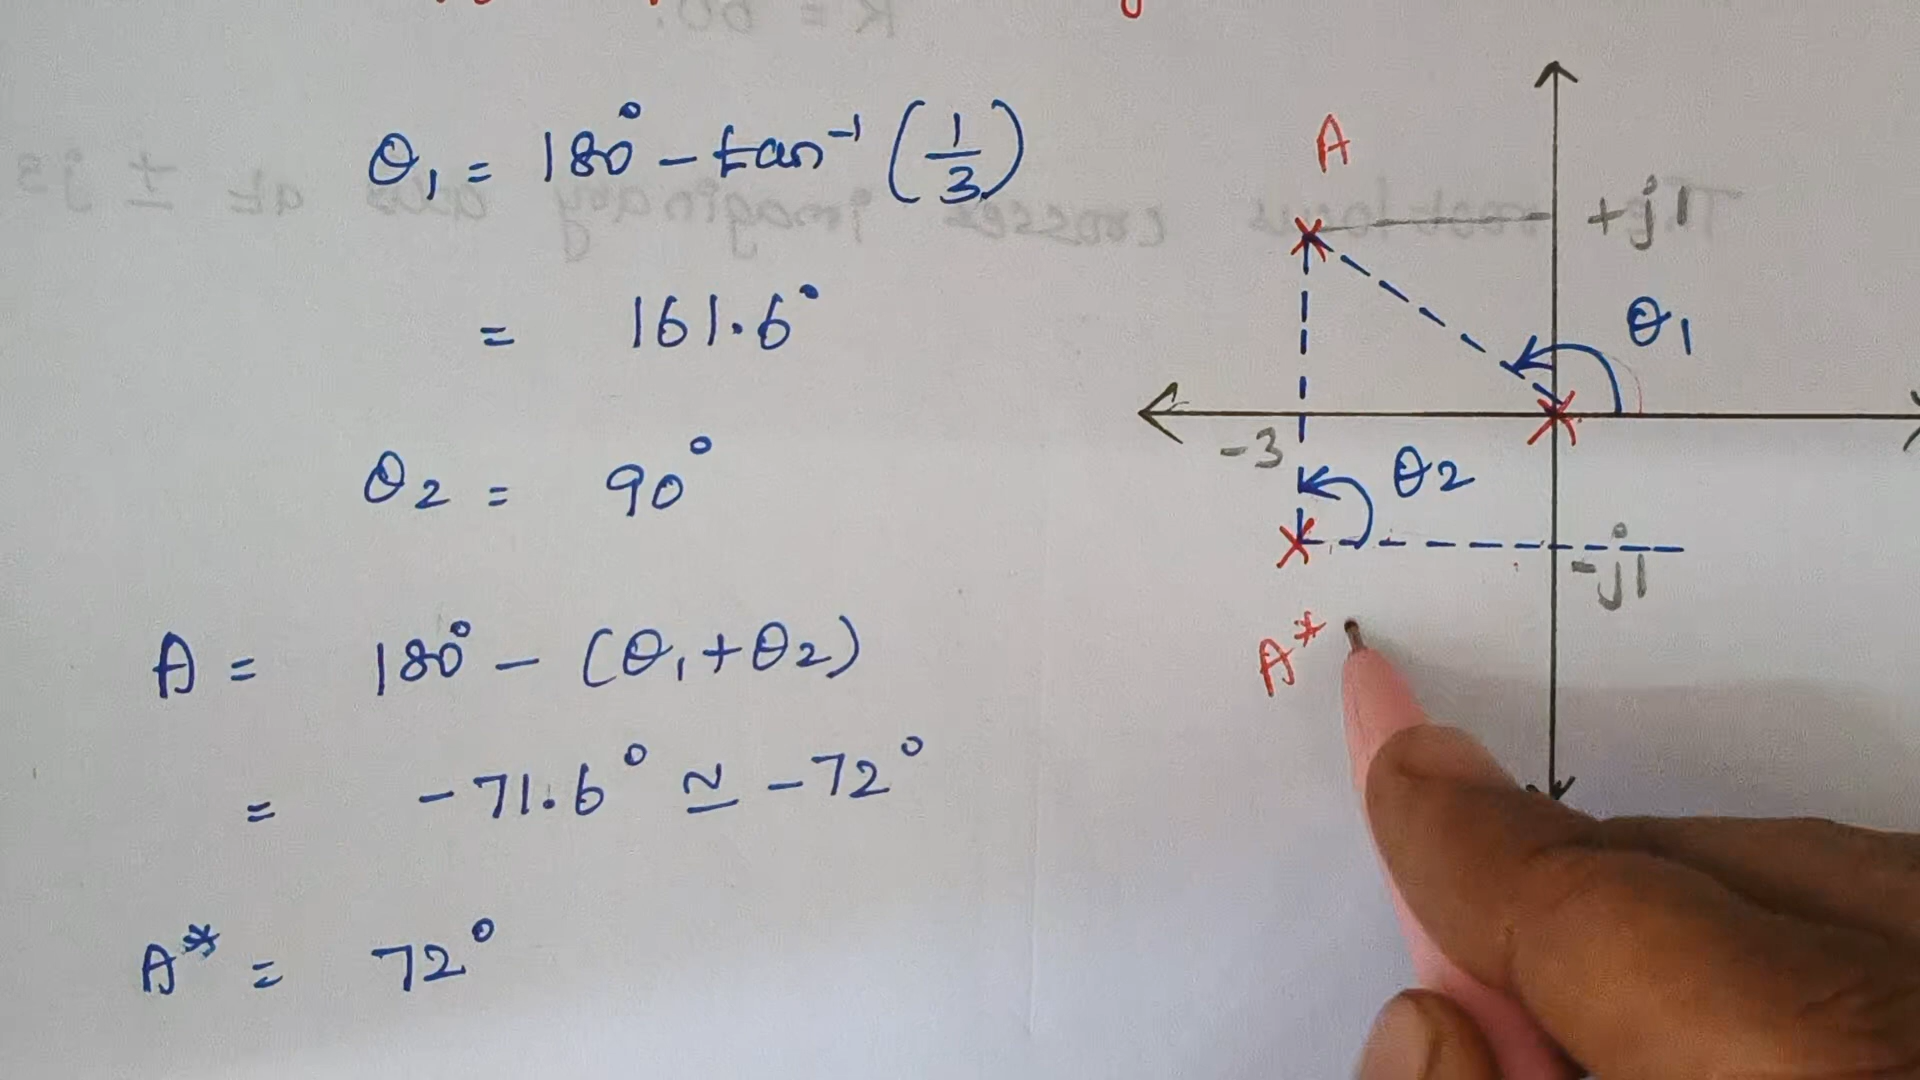 θ₁ = 180° - tan⁻¹ (1/3)
= 161.6°
θ2 = 90°
A = 180° - (θ₁ + θ2)
= -71.6° ≃ -72°
A* = 72°
A
+j1
θ1
-3
θ2
-j1
A*